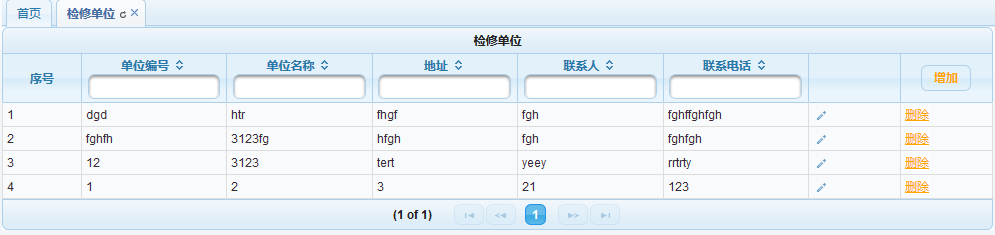 首页 检修单位
检修单位
序号 单位编号 单位名称 地址 联系人 联系电话 增加
1 dgd htr fhgf fgh fghffghfgh 删除
2 fghfh 3123fg hfgh fgh fghfgh 删除
3 12 3123 tert yeey rrtrty 删除
4 1 2 3 21 123 删除
(1 of 1) 1